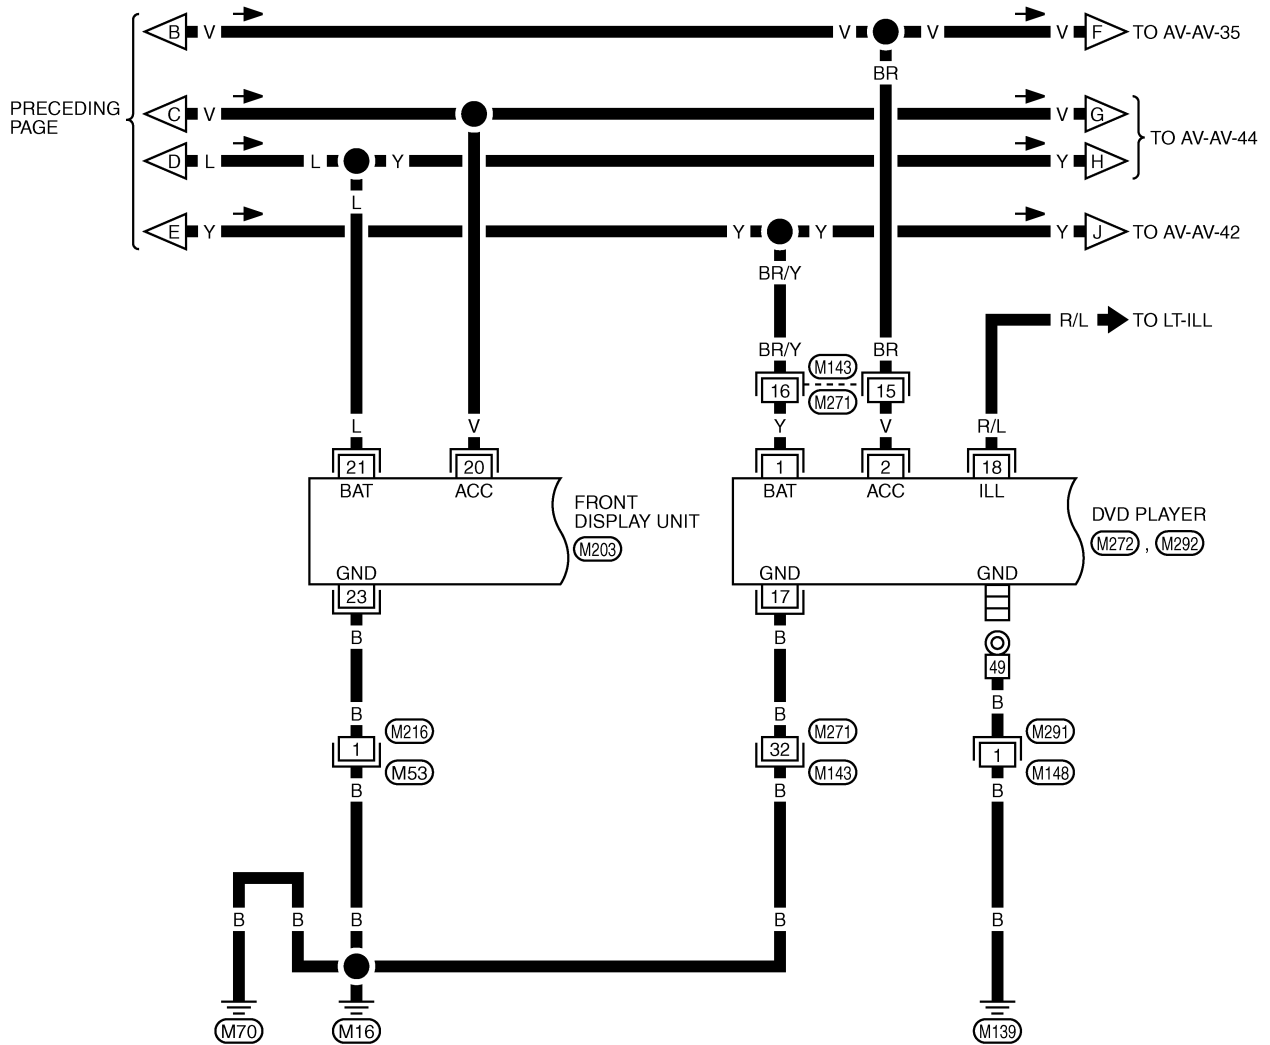 B V V V V F TO AV-AV-35
BR
PRECEDING
PAGE
C V V G
TO AV-AV-44
D L L Y Y H
L
E Y Y Y Y J TO AV-AV-42
BR/Y
R/L TO LT-ILL
BR/Y BR
M143
16 15
M271
L V Y V R/L
21 20 1 2 18
BAT ACC BAT ACC ILL
FRONT
DISPLAY UNIT
M203
DVD PLAYER
M272 , M292
GND GND GND
23 17
B B
49
B B B
M216 M271 M291
1 32 1
M53 M143 M148
B B B
B B B B B
M70 M16 M139